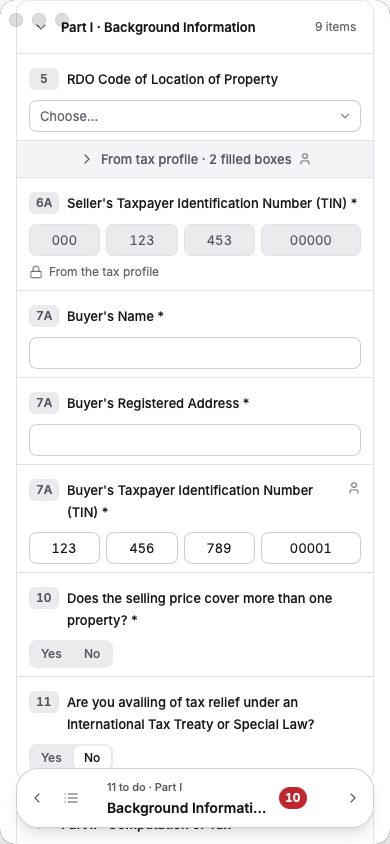 Part I · Background Information
9 items
5 RDO Code of Location of Property
Choose...
From tax profile · 2 filled boxes
6A Seller's Taxpayer Identification Number (TIN) *
000 123 453 00000
From the tax profile
7A Buyer's Name *
7A Buyer's Registered Address *
7A Buyer's Taxpayer Identification Number
(TIN) *
123 456 789 00001
10 Does the selling price cover more than one
property? *
Yes No
11 Are you availing of tax relief under an
International Tax Treaty or Special Law?
Yes No
11 to do · Part I
Background Informati...
10